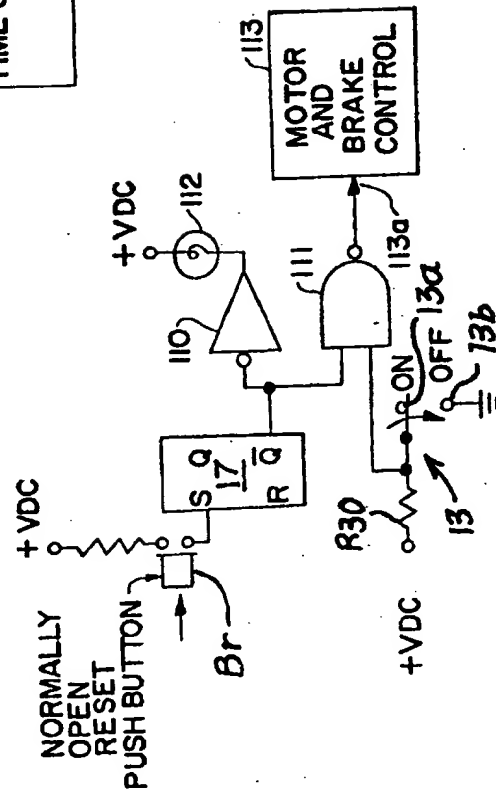 TIME
+VDC
NORMALLY
OPEN
RESET
PUSH BUTTON
Br
S Q
17
R Q̅
+VDC
112
110
111
113
MOTOR
AND
BRAKE
CONTROL
113a
ON
13a
OFF
13b
13
R30
+VDC